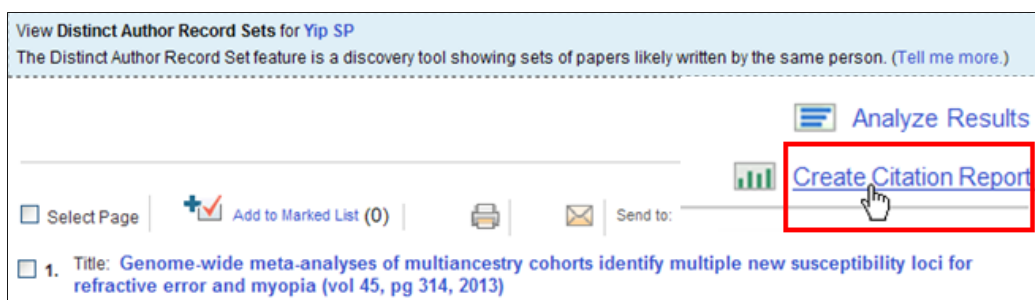 View Distinct Author Record Sets for Yip SP
The Distinct Author Record Set feature is a discovery tool showing sets of papers likely written by the same person. (Tell me more.)
Analyze Results
Create Citation Report
Select Page
Add to Marked List (0)
Send to:
1. Title: Genome-wide meta-analyses of multiancestry cohorts identify multiple new susceptibility loci for
refractive error and myopia (vol 45, pg 314, 2013)